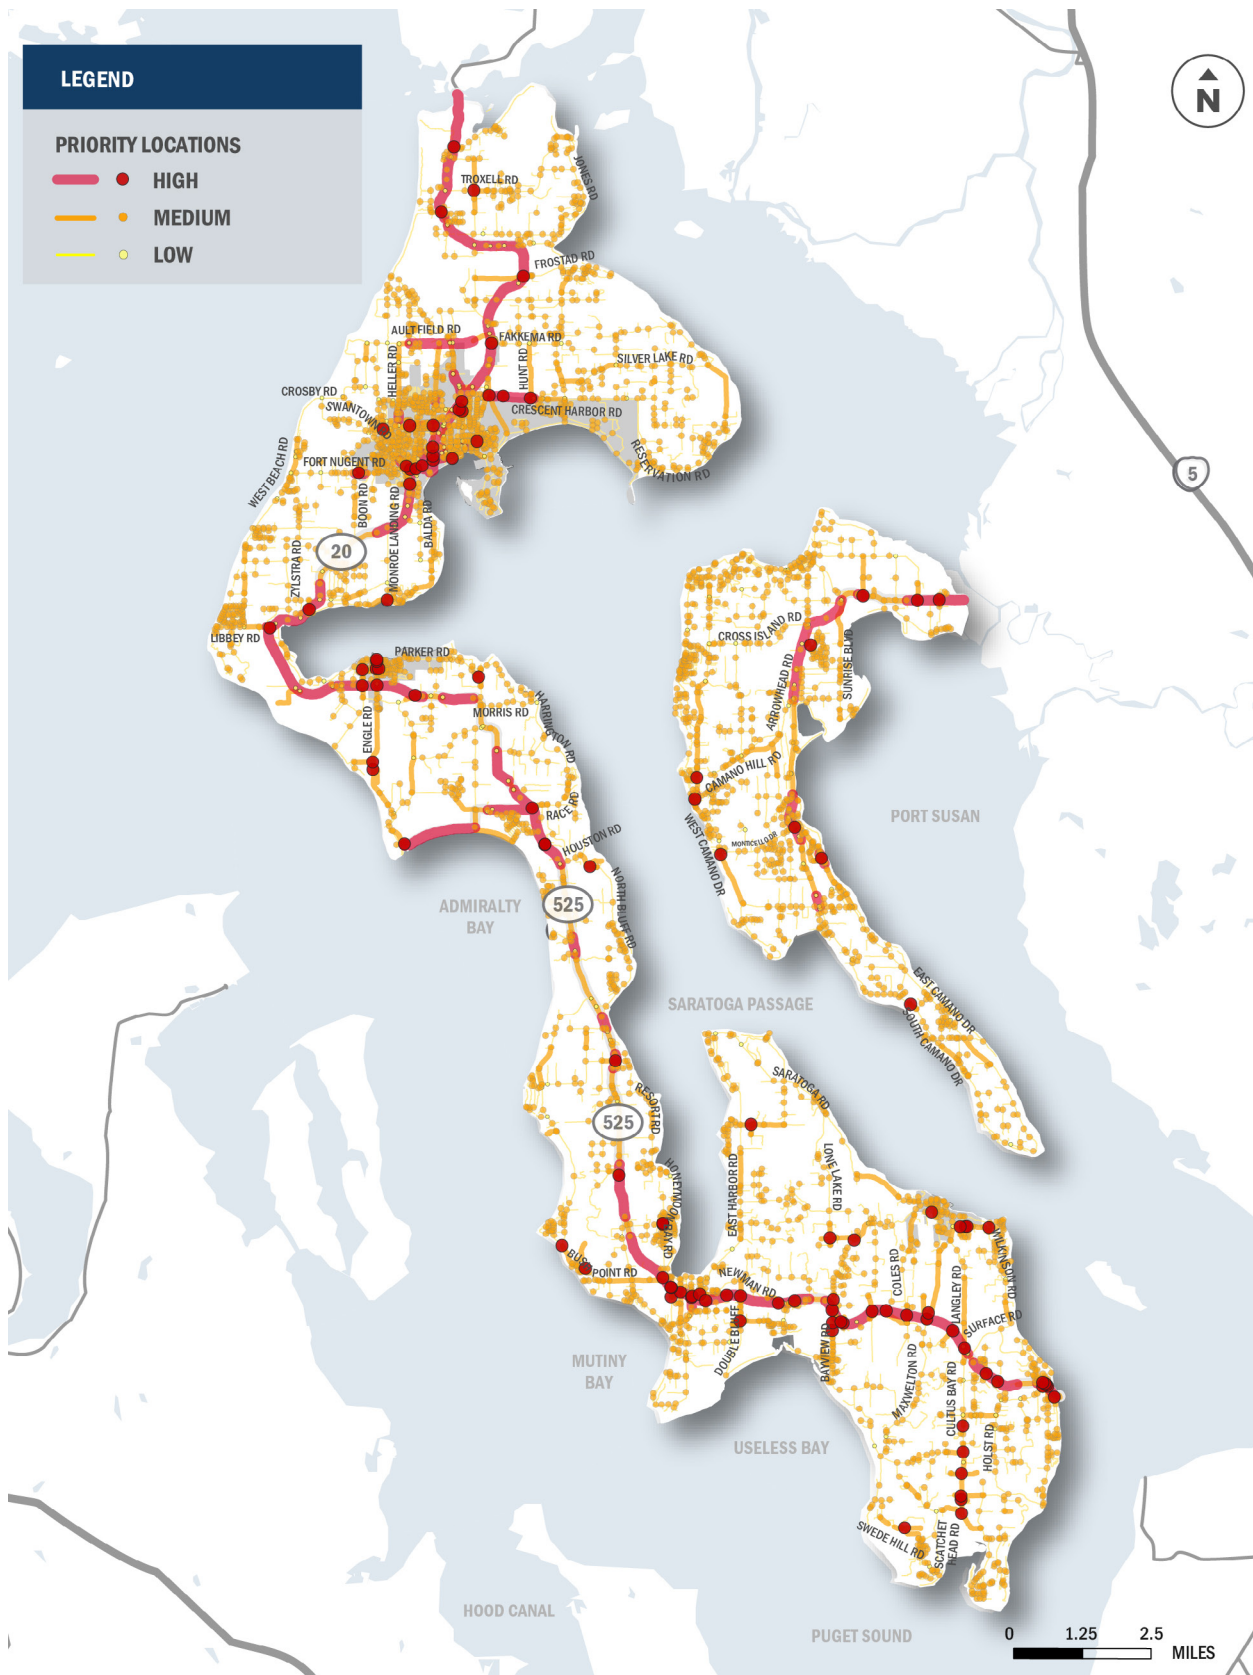 LEGEND
N
PRIORITY LOCATIONS
HIGH
MEDIUM
LOW
JONES RD
TROXELL RD
FROSTAD RD
AULTFIELD RD
FAKKEMA RD
HELLER RD
HUNT RD
SILVER LAKE RD
CROSBY RD
SWANTOWN RD
CRESCENT HARBOR RD
WEST BEACH RD
FORT NUGENT RD
RESERVATION RD
5
BOON RD
MONROE LANDING RD
BALDA RD
20
ZYLSTRA RD
LIBBEY RD
CROSS ISLAND RD
SUNRISE BLVD
PARKER RD
ARROWHEAD RD
HARRINGTON RD
MORRIS RD
ENGLE RD
CAMANO HILL RD
RACE RD
PORT SUSAN
HOUSTON RD
MONTICELLO DR
WEST CAMANO DR
NORTH BLUFF RD
ADMIRALTY
BAY
525
SARATOGA PASSAGE
EAST CAMANO DR
SOUTH CAMANO DR
SARATOGA RD
RESORT RD
525
HONEYMOON BAY RD
EAST HARBOR RD
LONE LAKE RD
BUSH POINT RD
NEWMAN RD
COLES RD
WILKINSON RD
LANGLEY RD
SURFACE RD
DOUBLE BLUFF
BAYVIEW RD
MAXWELTON RD
CULTUS BAY RD
MUTINY
BAY
HOLST RD
USELESS BAY
SWEDE HILL RD
SCATCHET
HEAD RD
HOOD CANAL
PUGET SOUND
0 1.25 2.5
MILES